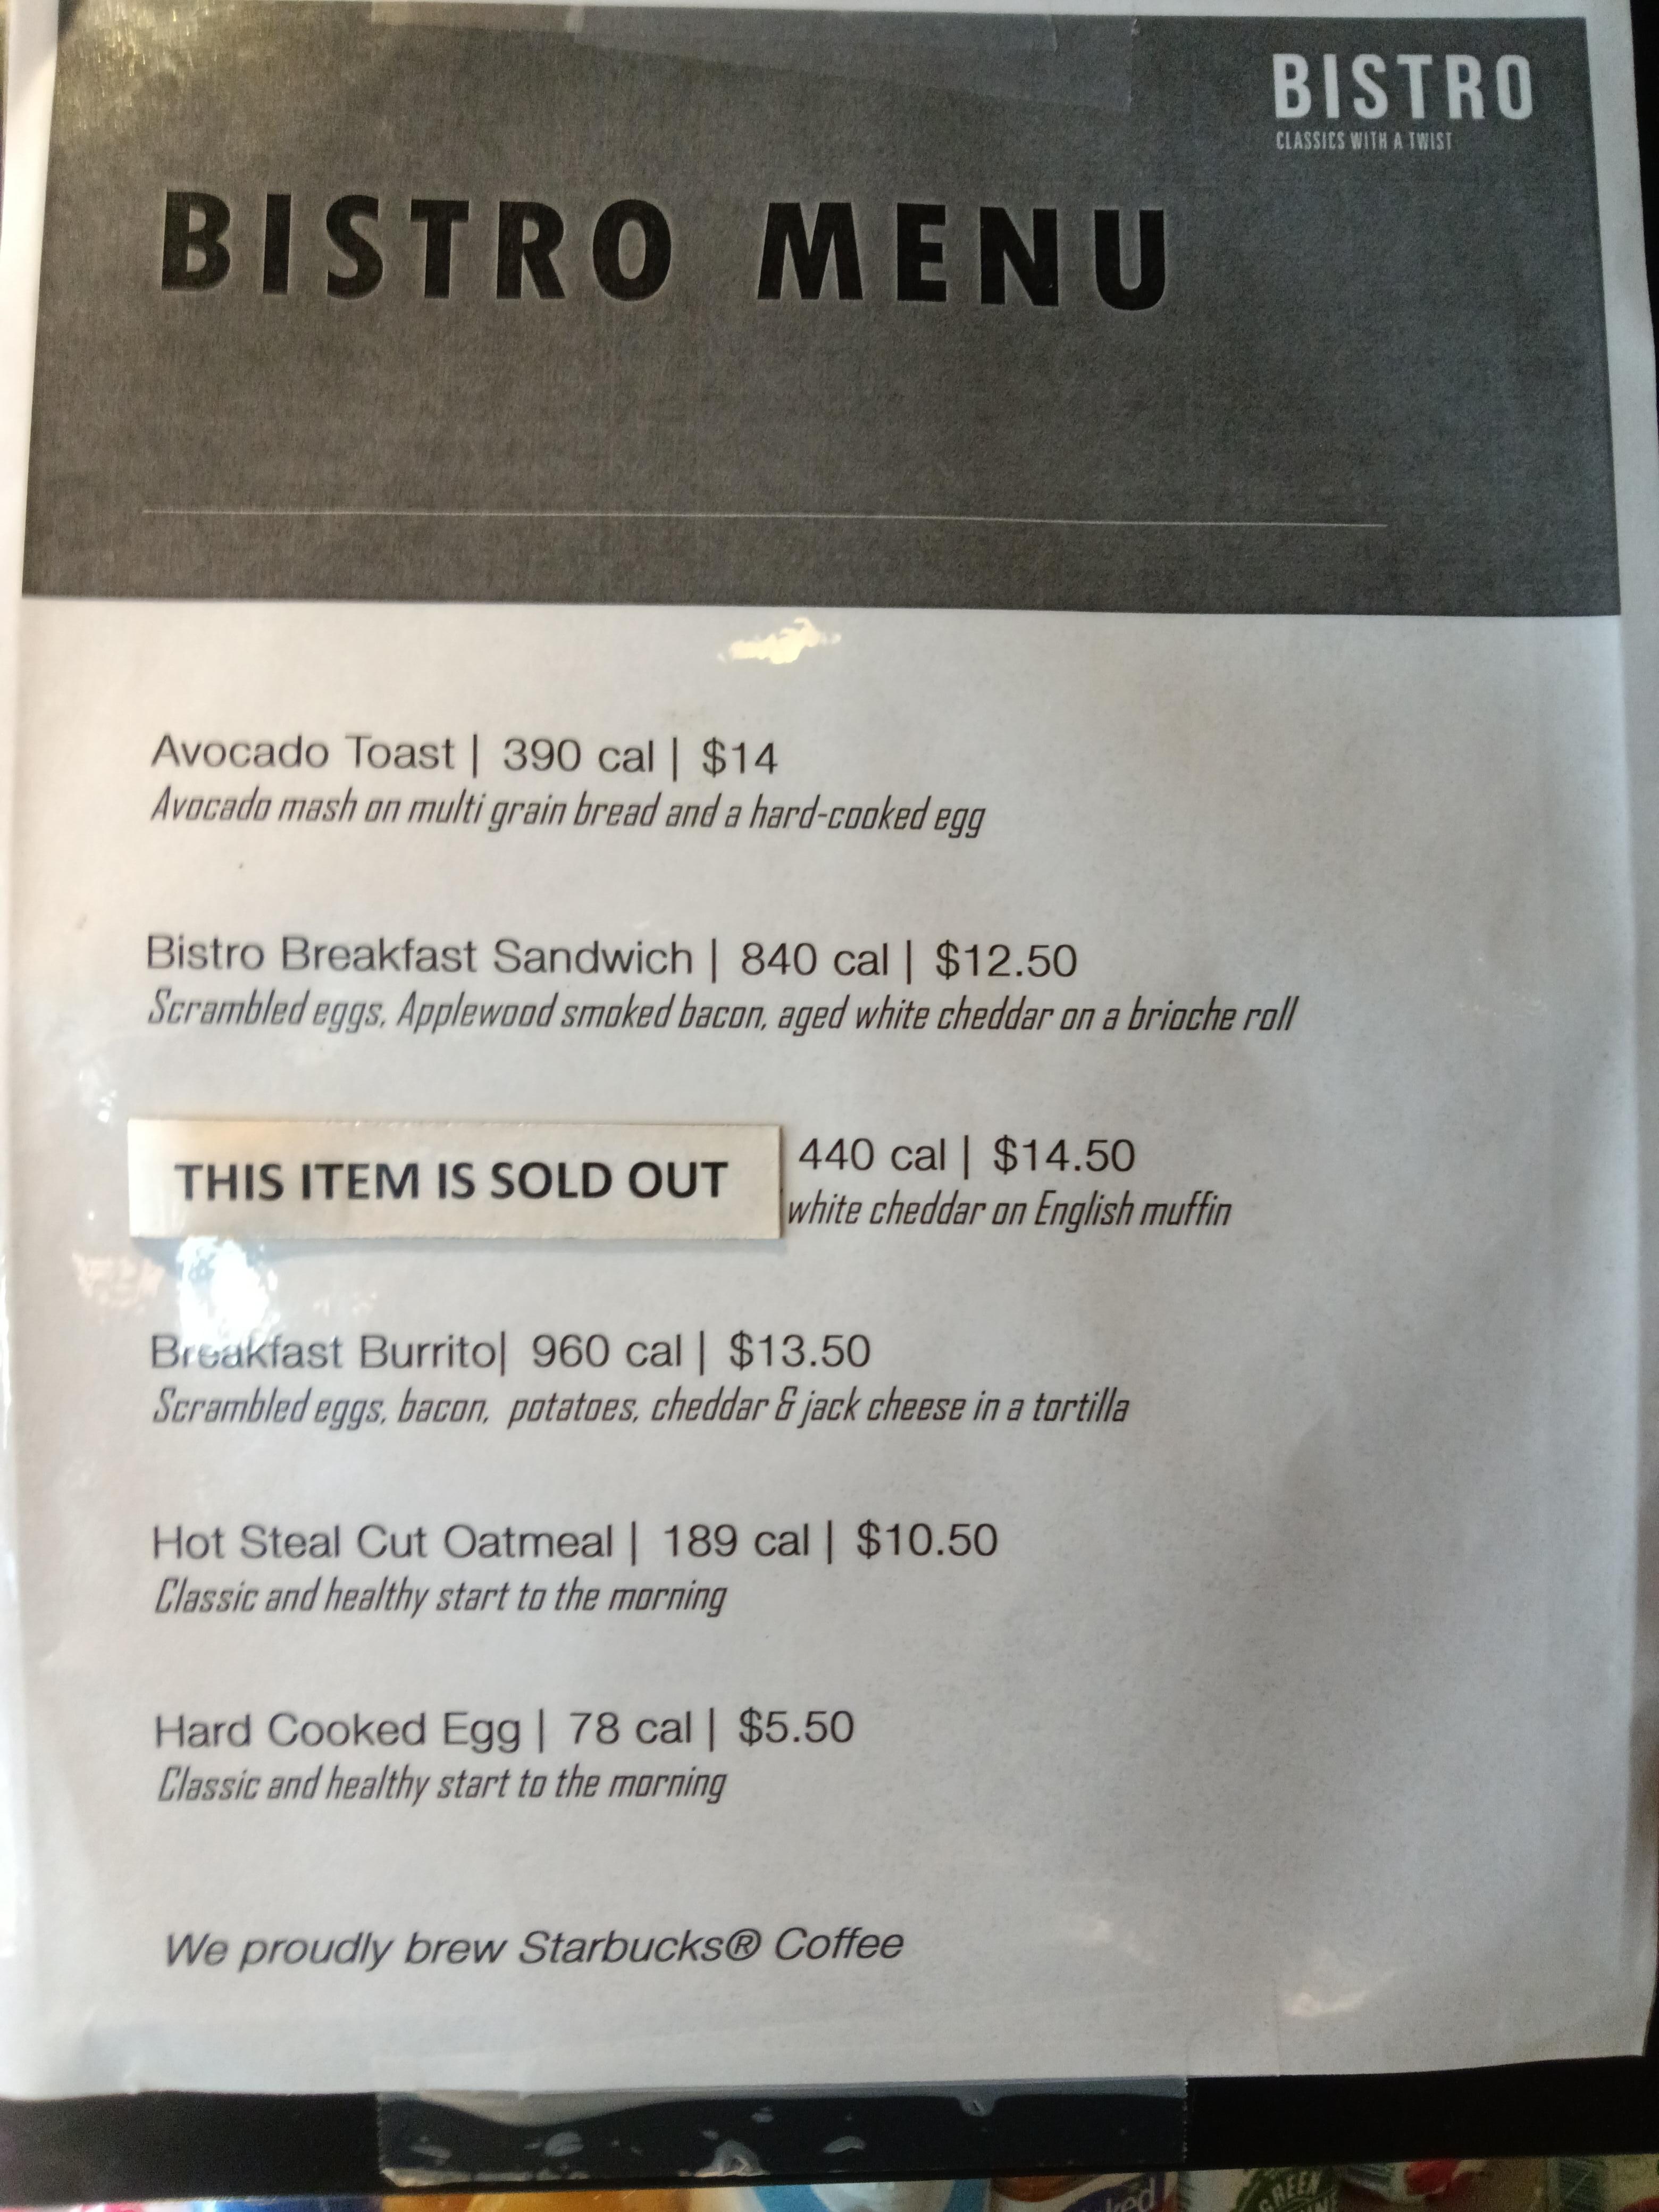 BISTRO
CLASSICS WITH A TWIST
BISTRO MENU
Avocado Toast | 390 cal | $14
Avocado mash on multi grain bread and a hard-cooked egg
Bistro Breakfast Sandwich | 840 cal | $12.50
Scrambled eggs, Applewood smoked bacon, aged white cheddar on a brioche roll
THIS ITEM IS SOLD OUT
440 cal | $14.50
white cheddar on English muffin
Breakfast Burrito| 960 cal | $13.50
Scrambled eggs, bacon, potatoes, cheddar & jack cheese in a tortilla
Hot Steal Cut Oatmeal | 189 cal | $10.50
Classic and healthy start to the morning
Hard Cooked Egg | 78 cal | $5.50
Classic and healthy start to the morning
We proudly brew Starbucks® Coffee
GREEN